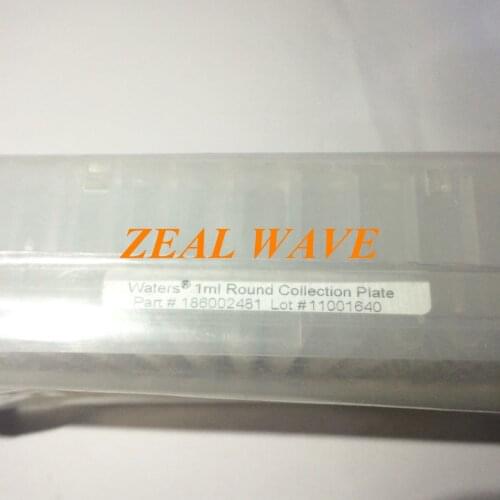 ZEAL WAVE
Waters® 1ml Round Collection Plate
Part # 186002481 Lot #11001640